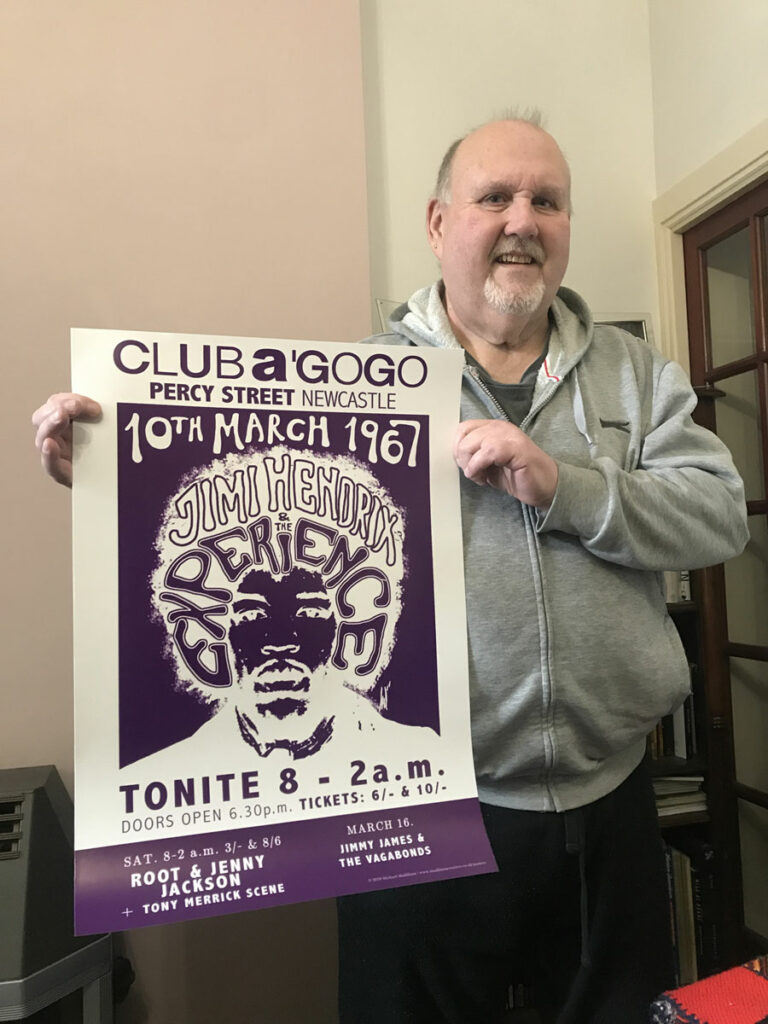 CLUB a'GOGO
PERCY STREET NEWCASTLE
10TH MARCH 1967
JIMI HENDRIX
& THE
EXPERIENCE
TONITE 8 - 2a.m.
DOORS OPEN 6.30p.m. TICKETS: 6/- & 10/-
SAT. 8-2 a.m. 3/- & 8/6
ROOT & JENNY
JACKSON
+ TONY MERRICK SCENE
MARCH 16.
JIMMY JAMES &
THE VAGABONDS